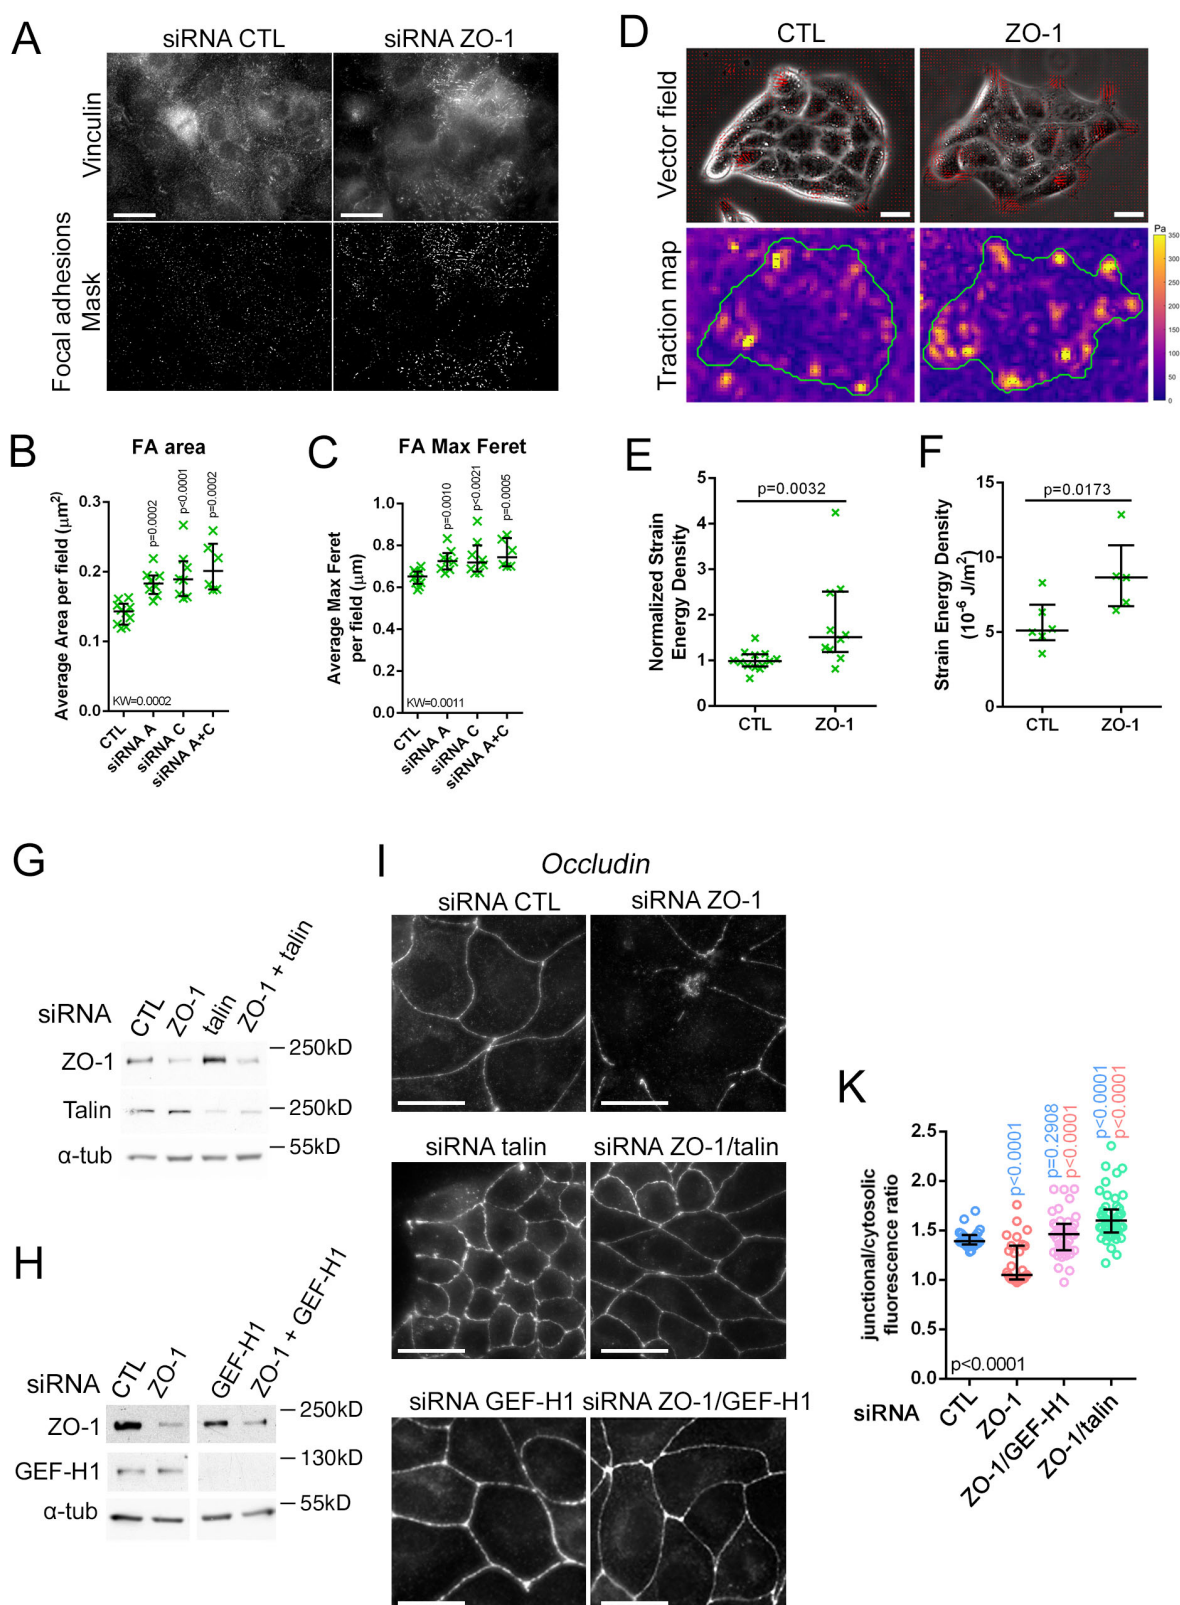 A
siRNA CTL
siRNA ZO-1
Vinculin
Focal adhesions
Mask
D
CTL
ZO-1
Vector field
Traction map
Pa
350
300
250
200
150
100
50
0
B
FA area
Average Area per field (μm²)
0.3
0.2
0.1
0.0
p=0.0002
p<0.0001
p=0.0002
KW=0.0002
CTL
siRNA A
siRNA C
siRNA A+C
C
FA Max Feret
Average Max Feret
per field (μm)
1.0
0.8
0.6
0.4
0.2
0.0
p=0.0010
p<0.0021
p=0.0005
KW=0.0011
CTL
siRNA A
siRNA C
siRNA A+C
E
Normalized Strain
Energy Density
5
4
3
2
1
0
p=0.0032
CTL
ZO-1
F
Strain Energy Density
(10⁻⁶ J/m²)
15
10
5
0
p=0.0173
CTL
ZO-1
G
siRNA
CTL
ZO-1
talin
ZO-1 + talin
ZO-1
250kD
Talin
250kD
α-tub
55kD
H
siRNA
CTL
ZO-1
GEF-H1
ZO-1 + GEF-H1
ZO-1
250kD
GEF-H1
130kD
α-tub
55kD
I
Occludin
siRNA CTL
siRNA ZO-1
siRNA talin
siRNA ZO-1/talin
siRNA GEF-H1
siRNA ZO-1/GEF-H1
K
junctional/cytosolic
fluorescence ratio
2.5
2.0
1.5
1.0
0.5
0.0
p<0.0001
p=0.2908
p<0.0001
p<0.0001
p<0.0001
p<0.0001
siRNA
CTL
ZO-1
ZO-1/GEF-H1
ZO-1/talin